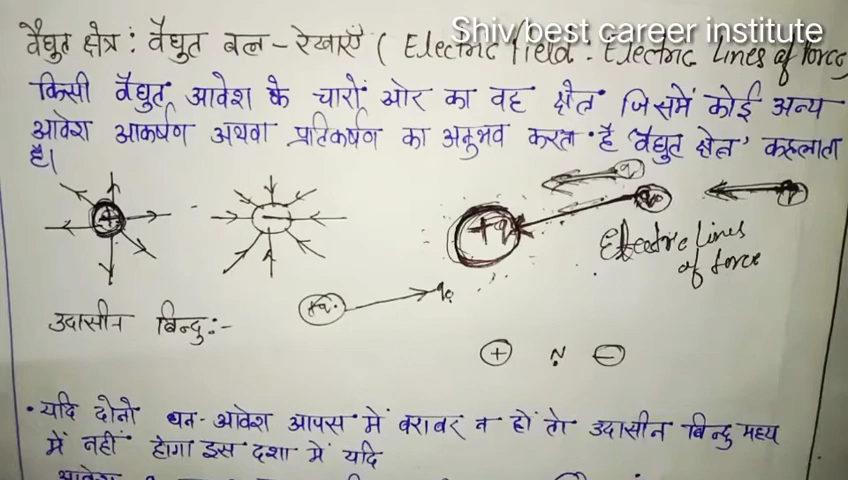 Shiv best career institute
वैद्युत क्षेत्र : वैद्युत बल - रेखाएँ ( Electric field : Electric Lines of force)
किसी वैद्युत आवेश के चारों ओर का वह क्षेत्र जिसमें कोई अन्य
आवेश आकर्षण अथवा प्रतिकर्षण का अनुभव करता है 'वैद्युत क्षेत्र' कहलाता
है।
+ -
+q
Electric lines
of force
+q. q.
उदासीन बिन्दु :-
+ N -
• यदि दोनो धन - आवेश आपस में बराबर न हों तो उदासीन बिन्दु मध्य
में नहीं होगा इस दशा में यदि
आवेश